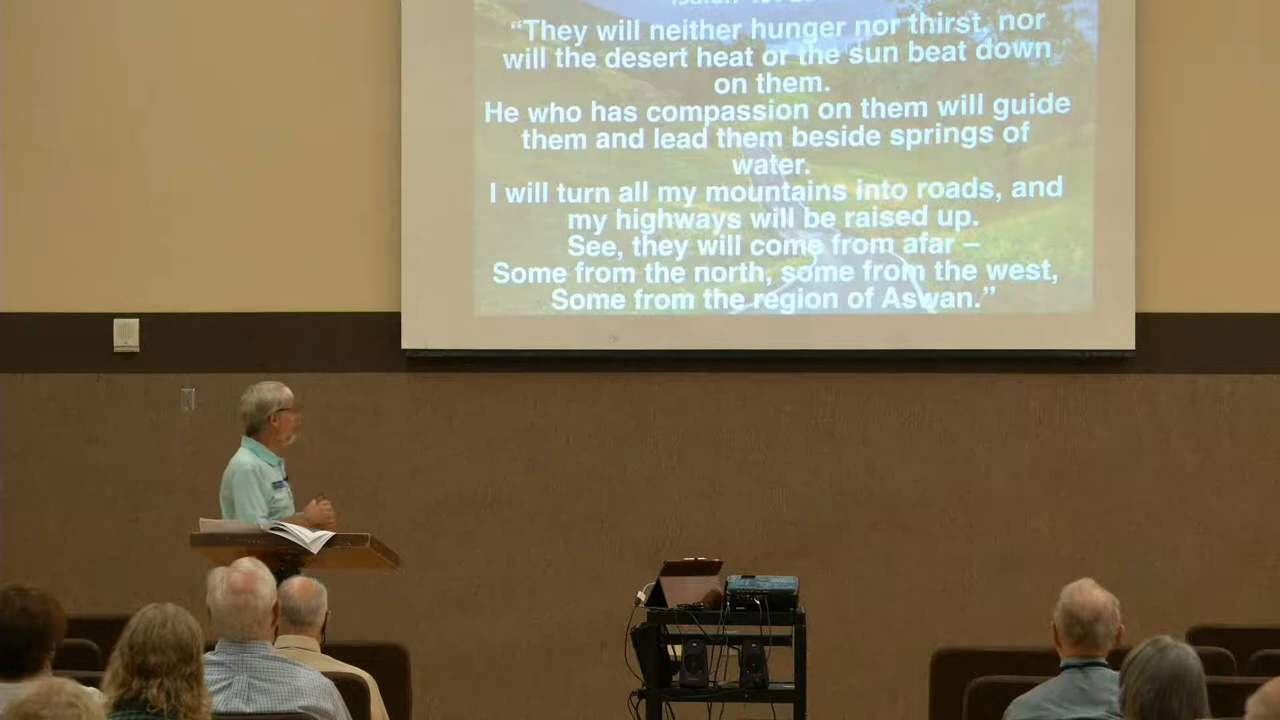 “They will neither hunger nor thirst, nor
will the desert heat or the sun beat down
on them.
He who has compassion on them will guide
them and lead them beside springs of
water.
I will turn all my mountains into roads, and
my highways will be raised up.
See, they will come from afar –
Some from the north, some from the west,
Some from the region of Aswan.”